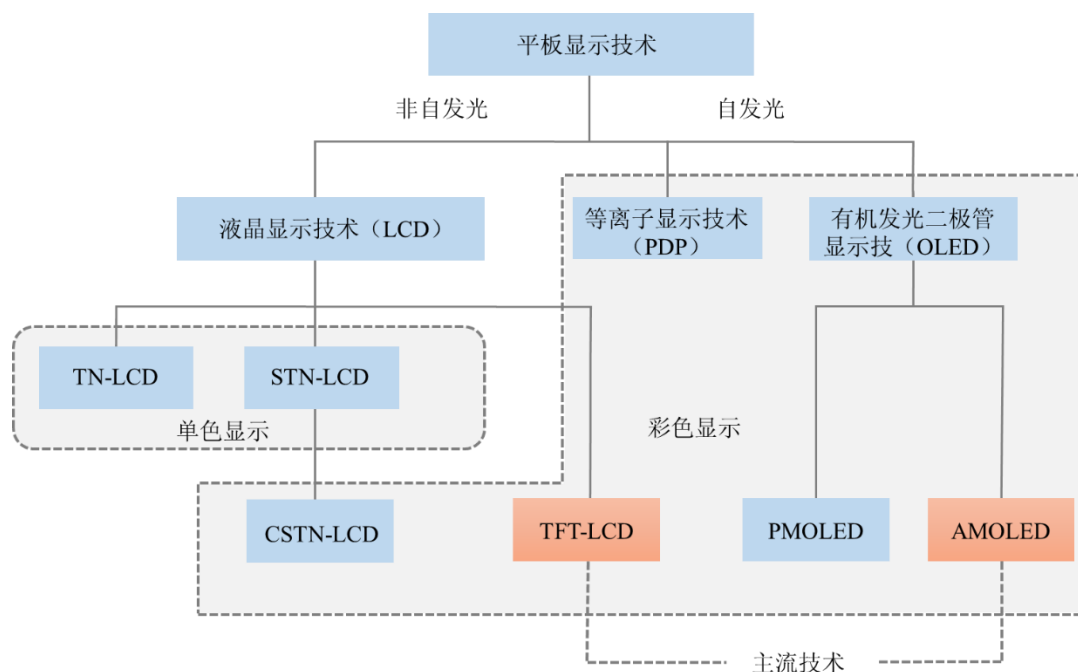 平板显示技术
非自发光
自发光
液晶显示技术（LCD）
等离子显示技术
（PDP）
有机发光二极管
显示技（OLED）
TN-LCD
STN-LCD
单色显示
彩色显示
CSTN-LCD
TFT-LCD
PMOLED
AMOLED
主流技术